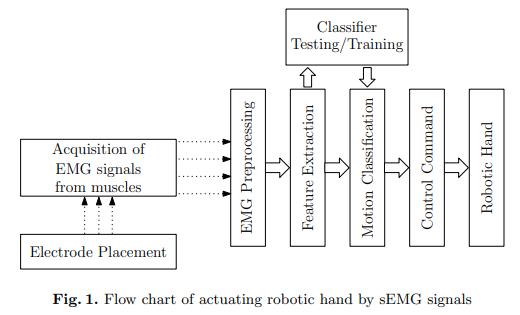 Classifier
Testing/Training
Acquisition of
EMG signals
from muscles
Electrode Placement
EMG Preprocessing
Feature Extraction
Motion Classification
Control Command
Robotic Hand
Fig. 1. Flow chart of actuating robotic hand by sEMG signals